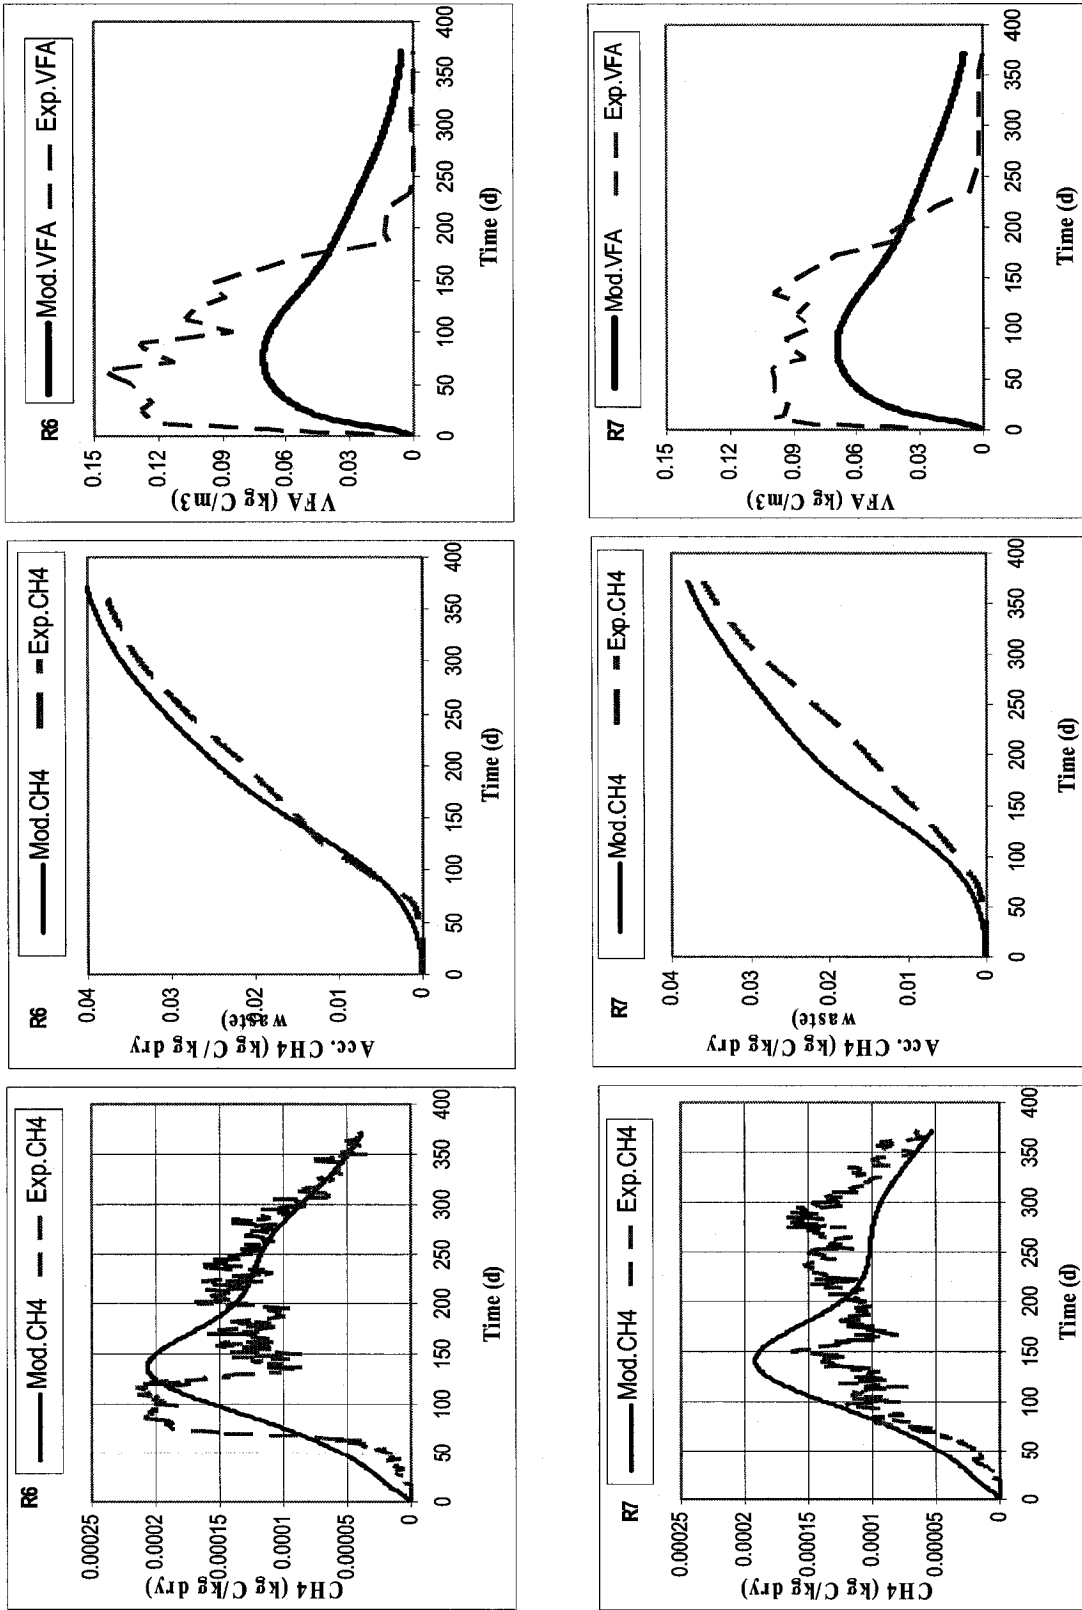 R6
Mod.CH4
Exp.CH4
CH4 (kg C/kg dry)
0.00025
0.0002
0.00015
0.0001
0.00005
0
0 50 100 150 200 250 300 350 400
Time (d)
R6
Mod.CH4
Exp.CH4
Acc. CH4 (kg C/kg dry
waste)
0.04
0.03
0.02
0.01
0
0 50 100 150 200 250 300 350 400
Time (d)
R6
Mod.VFA
Exp.VFA
VFA (kg C/m3)
0.15
0.12
0.09
0.06
0.03
0
0 50 100 150 200 250 300 350 400
Time (d)
R7
Mod.CH4
Exp.CH4
CH4 (kg C/kg dry)
0.00025
0.0002
0.00015
0.0001
0.00005
0
0 50 100 150 200 250 300 350 400
Time (d)
R7
Mod.CH4
Exp.CH4
Acc. CH4 (kg C/kg dry
waste)
0.04
0.03
0.02
0.01
0
0 50 100 150 200 250 300 350 400
Time (d)
R7
Mod.VFA
Exp.VFA
VFA (kg C/m3)
0.15
0.12
0.09
0.06
0.03
0
0 50 100 150 200 250 300 350 400
Time (d)